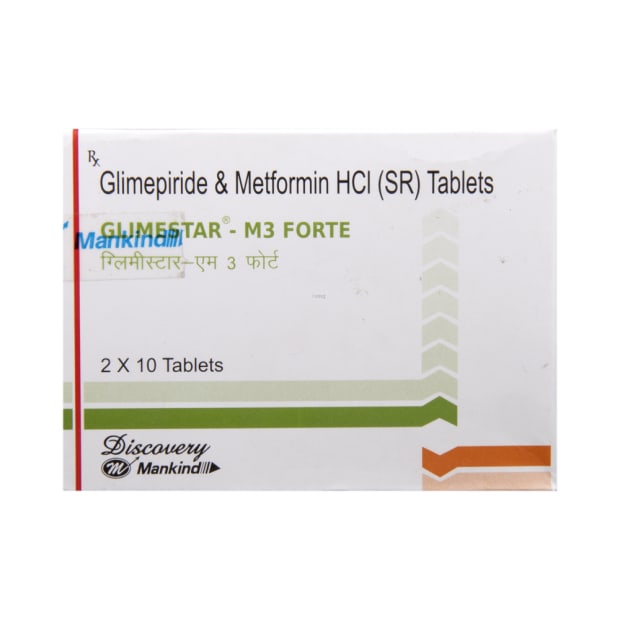 Rx
Glimepiride & Metformin HCl (SR) Tablets
GLIMESTAR®- M3 FORTE
Mankind
ग्लिमीस्टार-एम 3 फोर्ट
2 X 10 Tablets
Discovery
M Mankind